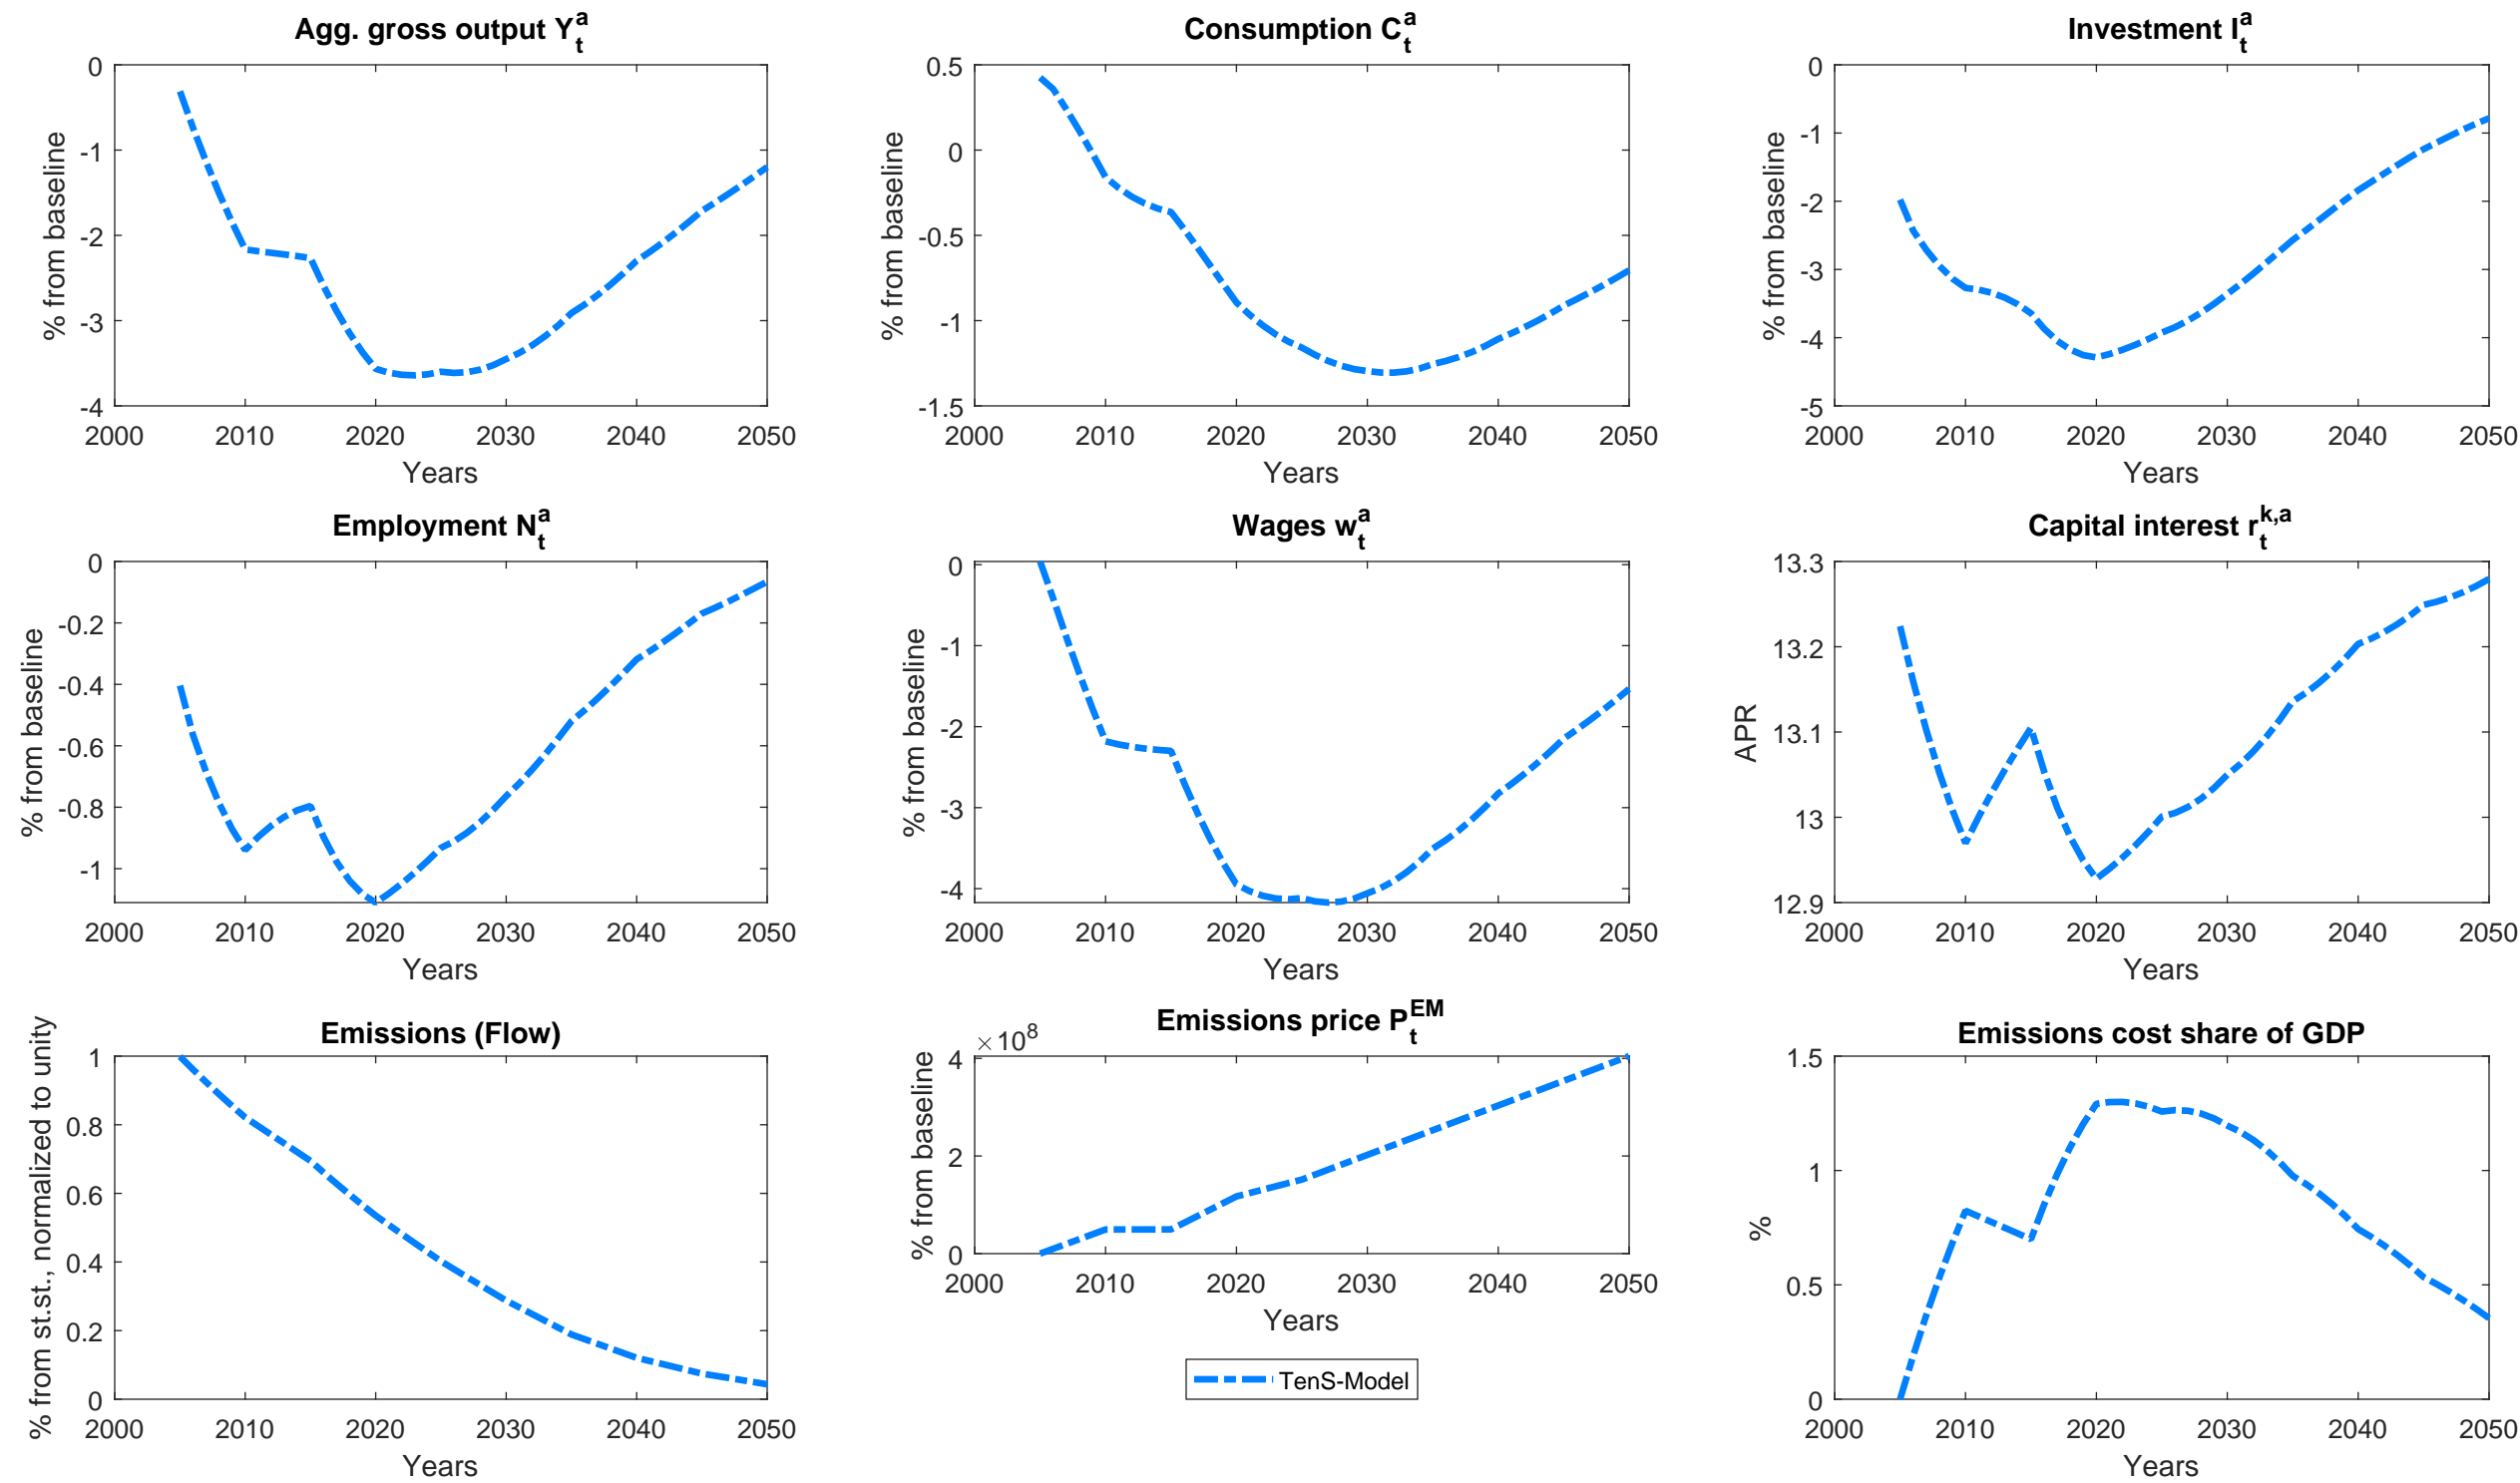 Agg. gross output Y_t^a
% from baseline
0
-1
-2
-3
-4
2000 2010 2020 2030 2040 2050
Years
Consumption C_t^a
% from baseline
0.5
0
-0.5
-1
-1.5
2000 2010 2020 2030 2040 2050
Years
Investment I_t^a
% from baseline
0
-1
-2
-3
-4
-5
2000 2010 2020 2030 2040 2050
Years
Employment N_t^a
% from baseline
0
-0.2
-0.4
-0.6
-0.8
-1
2000 2010 2020 2030 2040 2050
Years
Wages w_t^a
% from baseline
0
-1
-2
-3
-4
2000 2010 2020 2030 2040 2050
Years
Capital interest r_t^{k,a}
APR
13.3
13.2
13.1
13
12.9
2000 2010 2020 2030 2040 2050
Years
Emissions (Flow)
% from st.st., normalized to unity
1
0.8
0.6
0.4
0.2
0
2000 2010 2020 2030 2040 2050
Years
Emissions price P_t^{EM}
×10^8
% from baseline
4
2
0
2000 2010 2020 2030 2040 2050
Years
TenS-Model
Emissions cost share of GDP
%
1.5
1
0.5
0
2000 2010 2020 2030 2040 2050
Years